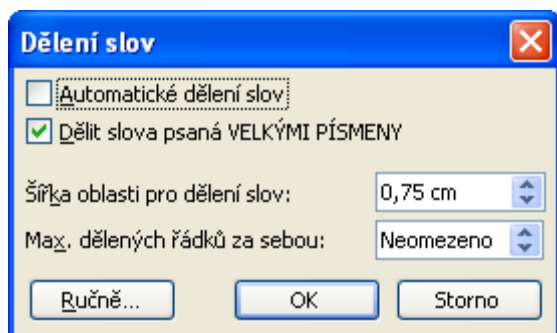 Dělení slov
Automatické dělení slov
Dělit slova psaná VELKÝMI PÍSMENY
Šířka oblasti pro dělení slov: 0,75 cm
Max. dělených řádků za sebou: Neomezeno
Ručně... OK Storno